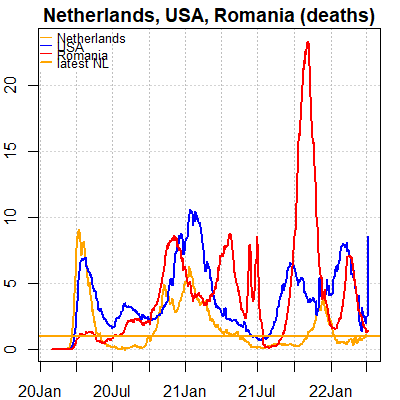 Netherlands, USA, Romania (deaths)
Netherlands
USA
Romania
latest NL
20
15
10
5
0
20Jan 20Jul 21Jan 21Jul 22Jan